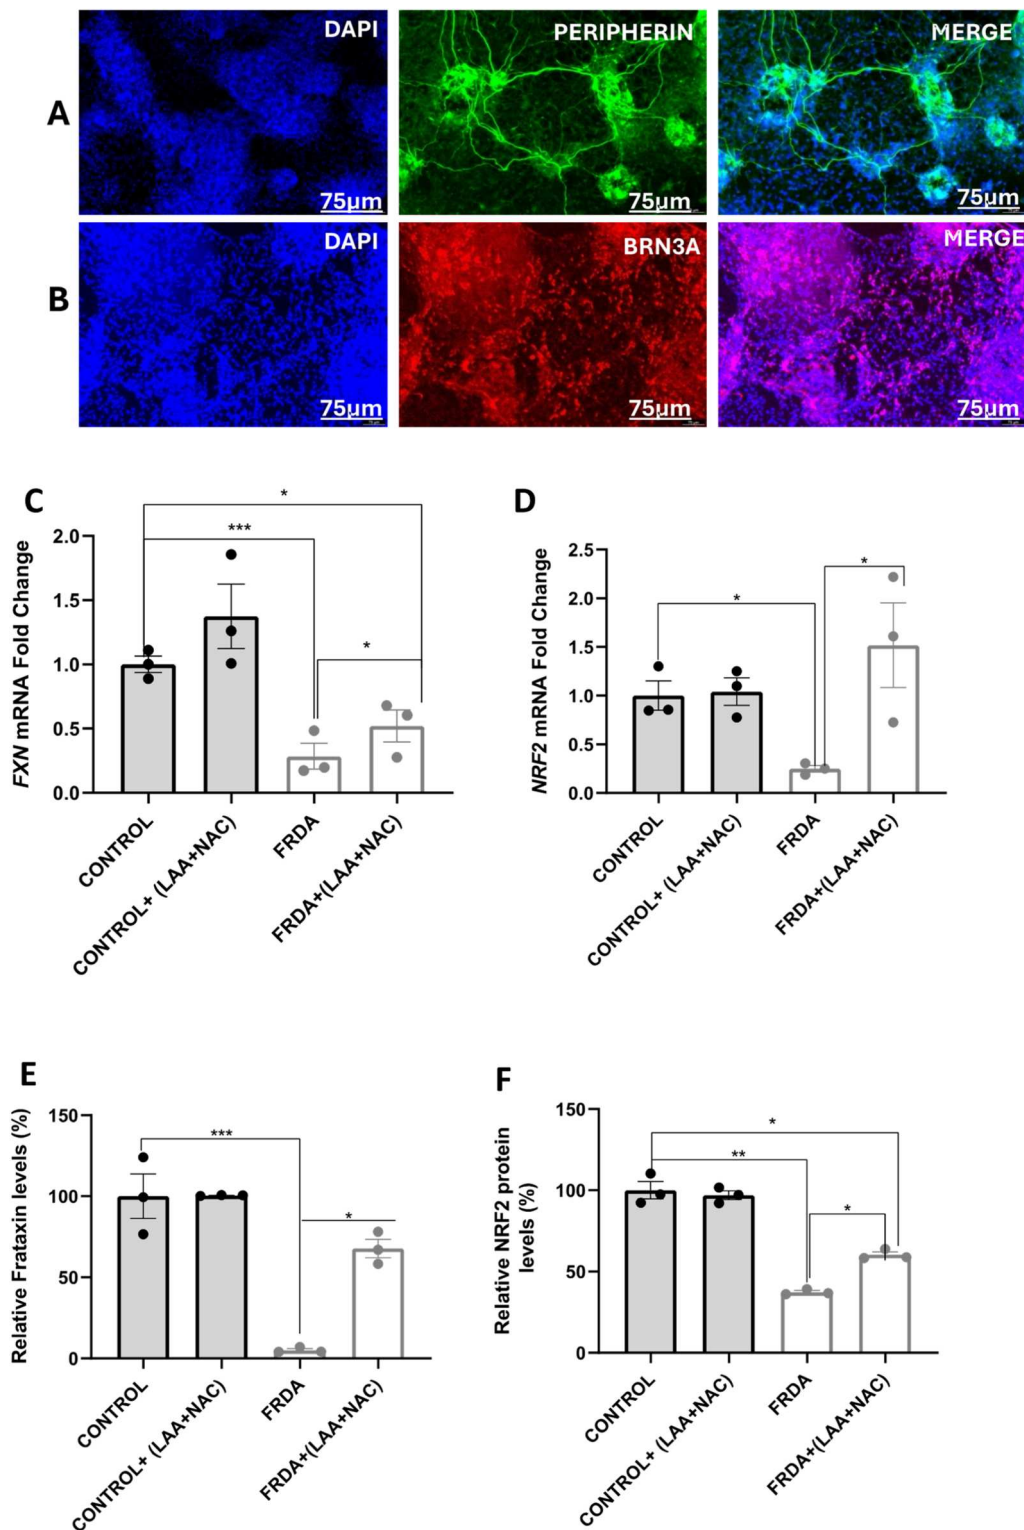 DAPI
PERIPHERIN
MERGE
A
75µm
75µm
75µm
DAPI
BRN3A
MERGE
B
75µm
75µm
75µm
C
*
***
*
FXN mRNA Fold Change
2.0
1.5
1.0
0.5
0.0
CONTROL
CONTROL+ (LAA+NAC)
FRDA
FRDA+(LAA+NAC)
D
*
*
NRF2 mRNA Fold Change
2.5
2.0
1.5
1.0
0.5
0.0
CONTROL
CONTROL+ (LAA+NAC)
FRDA
FRDA+(LAA+NAC)
E
***
*
Relative Frataxin levels (%)
150
100
50
0
CONTROL
CONTROL+ (LAA+NAC)
FRDA
FRDA+(LAA+NAC)
F
*
**
*
Relative NRF2 protein
levels (%)
150
100
50
0
CONTROL
CONTROL+ (LAA+NAC)
FRDA
FRDA+(LAA+NAC)